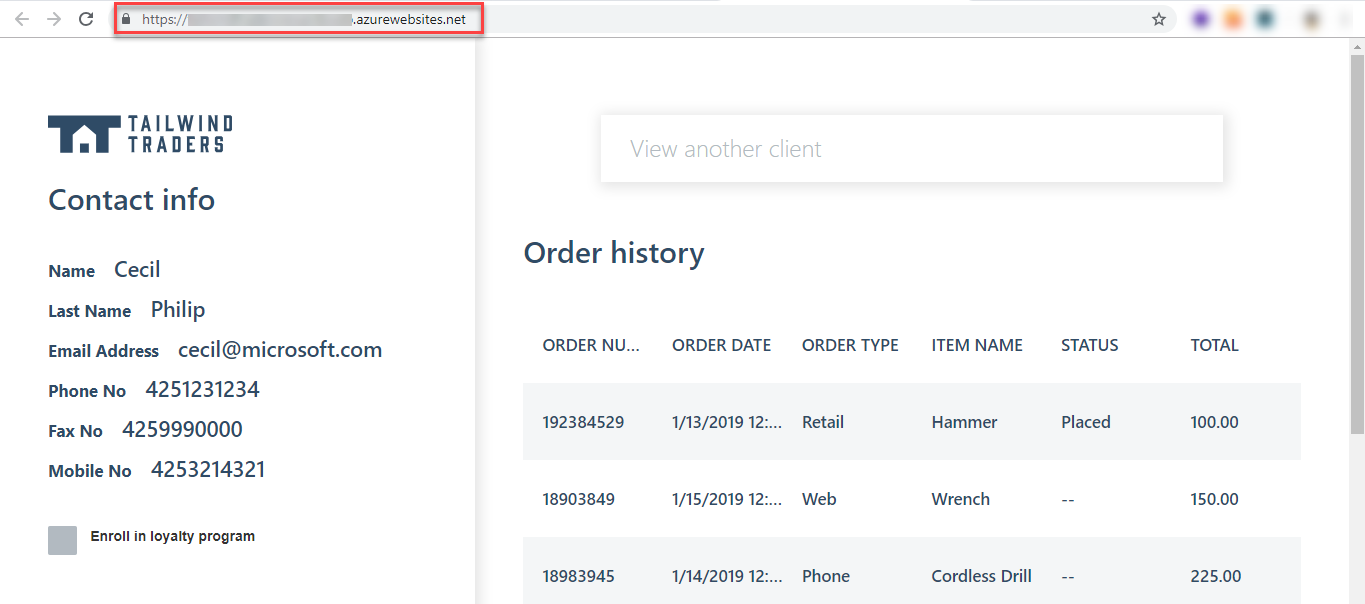 https:// .azurewebsites.net
TAILWIND
TRADERS
Contact info
Name Cecil
Last Name Philip
Email Address cecil@microsoft.com
Phone No 4251231234
Fax No 4259990000
Mobile No 4253214321
Enroll in loyalty program
View another client
Order history
ORDER NU... ORDER DATE ORDER TYPE ITEM NAME STATUS TOTAL
192384529 1/13/2019 12:... Retail Hammer Placed 100.00
18903849 1/15/2019 12:... Web Wrench -- 150.00
18983945 1/14/2019 12:... Phone Cordless Drill -- 225.00